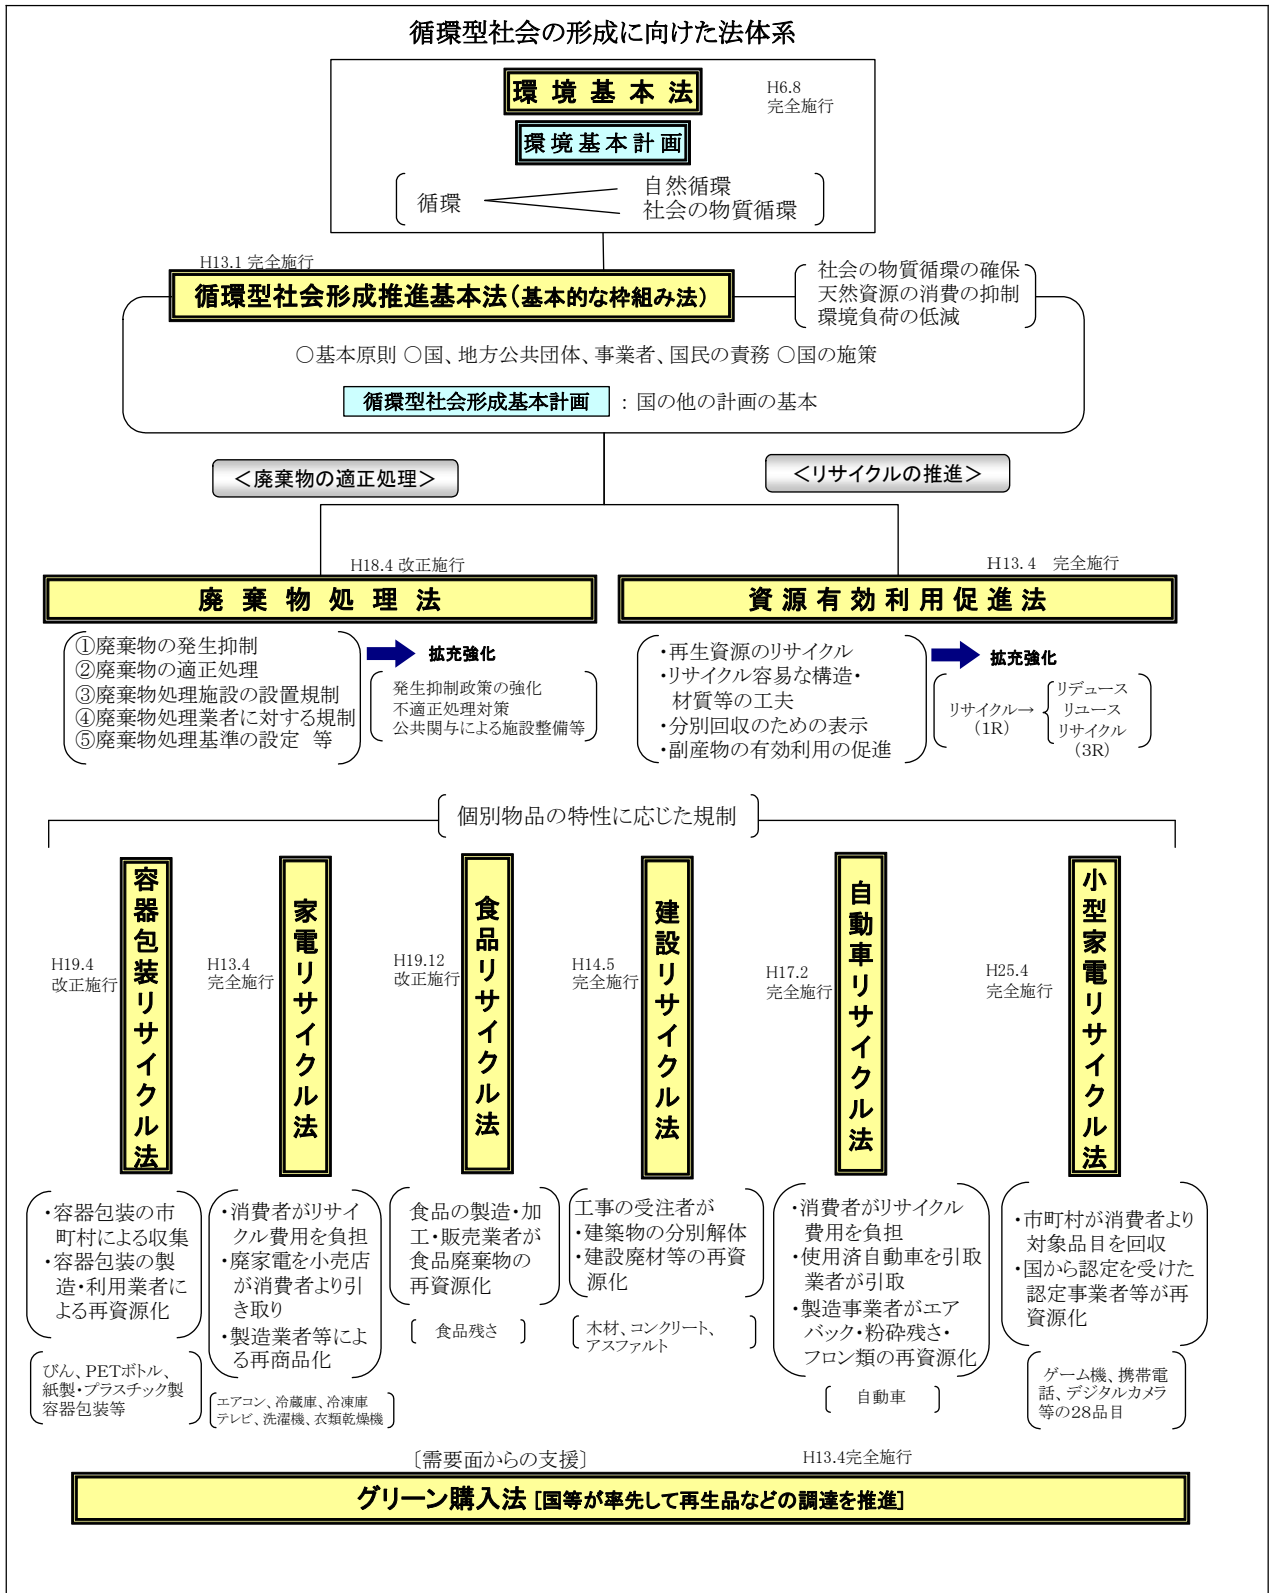 循環型社会の形成に向けた法体系
環境基本法
H6.8
完全施行
環境基本計画
循環
自然循環
社会の物質循環
H13.1 完全施行
循環型社会形成推進基本法(基本的な枠組み法)
社会の物質循環の確保
天然資源の消費の抑制
環境負荷の低減
○基本原則 ○国、地方公共団体、事業者、国民の責務 ○国の施策
循環型社会形成基本計画 : 国の他の計画の基本
＜廃棄物の適正処理＞
＜リサイクルの推進＞
H18.4 改正施行
廃棄物処理法
①廃棄物の発生抑制
②廃棄物の適正処理
③廃棄物処理施設の設置規制
④廃棄物処理業者に対する規制
⑤廃棄物処理基準の設定 等
拡充強化
発生抑制政策の強化
不適正処理対策
公共関与による施設整備等
H13.4 完全施行
資源有効利用促進法
・再生資源のリサイクル
・リサイクル容易な構造・
材質等の工夫
・分別回収のための表示
・副産物の有効利用の促進
拡充強化
リサイクル→
(1R)
リデュース
リユース
リサイクル
(3R)
個別物品の特性に応じた規制
H19.4
改正施行
容器包装リサイクル法
・容器包装の市
町村による収集
・容器包装の製
造・利用業者に
よる再資源化
びん、PETボトル、
紙製・プラスチック製
容器包装等
H13.4
完全施行
家電リサイクル法
・消費者がリサイ
クル費用を負担
・廃家電を小売店
が消費者より引
き取り
・製造業者等によ
る再商品化
エアコン、冷蔵庫、冷凍庫
テレビ、洗濯機、衣類乾燥機
H19.12
改正施行
食品リサイクル法
食品の製造・加
工・販売業者が
食品廃棄物の
再資源化
食品残さ
H14.5
完全施行
建設リサイクル法
工事の受注者が
・建築物の分別解体
・建設廃材等の再資
源化
木材、コンクリート、
アスファルト
H17.2
完全施行
自動車リサイクル法
・消費者がリサイクル
費用を負担
・使用済自動車を引取
業者が引取
・製造事業者がエア
バック・粉砕残さ・
フロン類の再資源化
自動車
H25.4
完全施行
小型家電リサイクル法
・市町村が消費者より
対象品目を回収
・国から認定を受けた
認定事業者等が再
資源化
ゲーム機、携帯電
話、デジタルカメラ
等の28品目
〔需要面からの支援〕
H13.4完全施行
グリーン購入法 [国等が率先して再生品などの調達を推進]